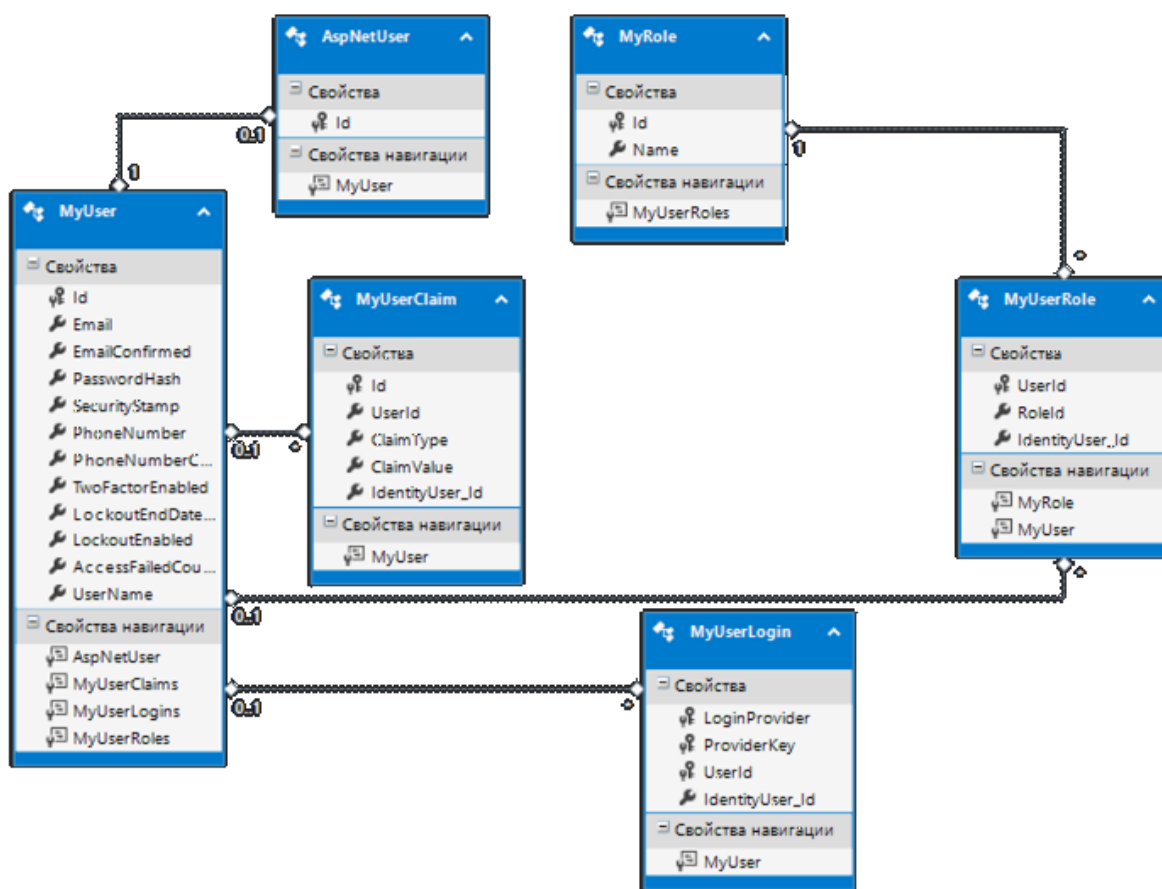 AspNetUser
Свойства
Id
Свойства навигации
MyUser
0..1
1
MyRole
Свойства
Id
Name
Свойства навигации
MyUserRoles
1
*
MyUser
Свойства
Id
Email
EmailConfirmed
PasswordHash
SecurityStamp
PhoneNumber
PhoneNumberC...
TwoFactorEnabled
LockoutEndDate...
LockoutEnabled
AccessFailedCou...
UserName
Свойства навигации
AspNetUser
MyUserClaims
MyUserLogins
MyUserRoles
0..1
*
MyUserClaim
Свойства
Id
UserId
ClaimType
ClaimValue
IdentityUser_Id
Свойства навигации
MyUser
MyUserRole
Свойства
UserId
RoleId
IdentityUser_Id
Свойства навигации
MyRole
MyUser
0..1
*
0..1
*
MyUserLogin
Свойства
LoginProvider
ProviderKey
UserId
IdentityUser_Id
Свойства навигации
MyUser